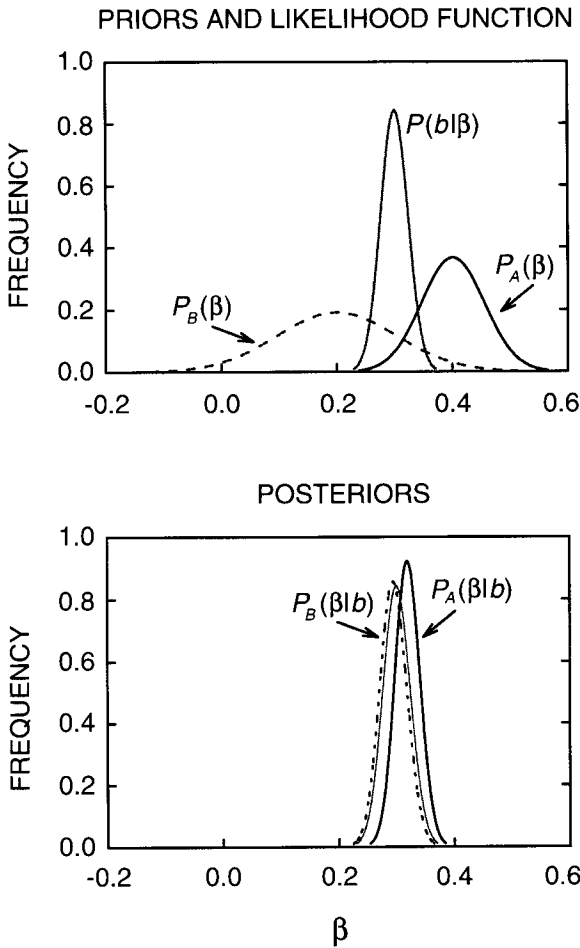 PRIORS AND LIKELIHOOD FUNCTION
FREQUENCY
1.0
0.8
0.6
0.4
0.2
0.0
P(b|β)
P_A(β)
P_B(β)
-0.2 0.0 0.2 0.4 0.6
POSTERIORS
FREQUENCY
1.0
0.8
0.6
0.4
0.2
0.0
P_B(β|b) P_A(β|b)
-0.2 0.0 0.2 0.4 0.6
β